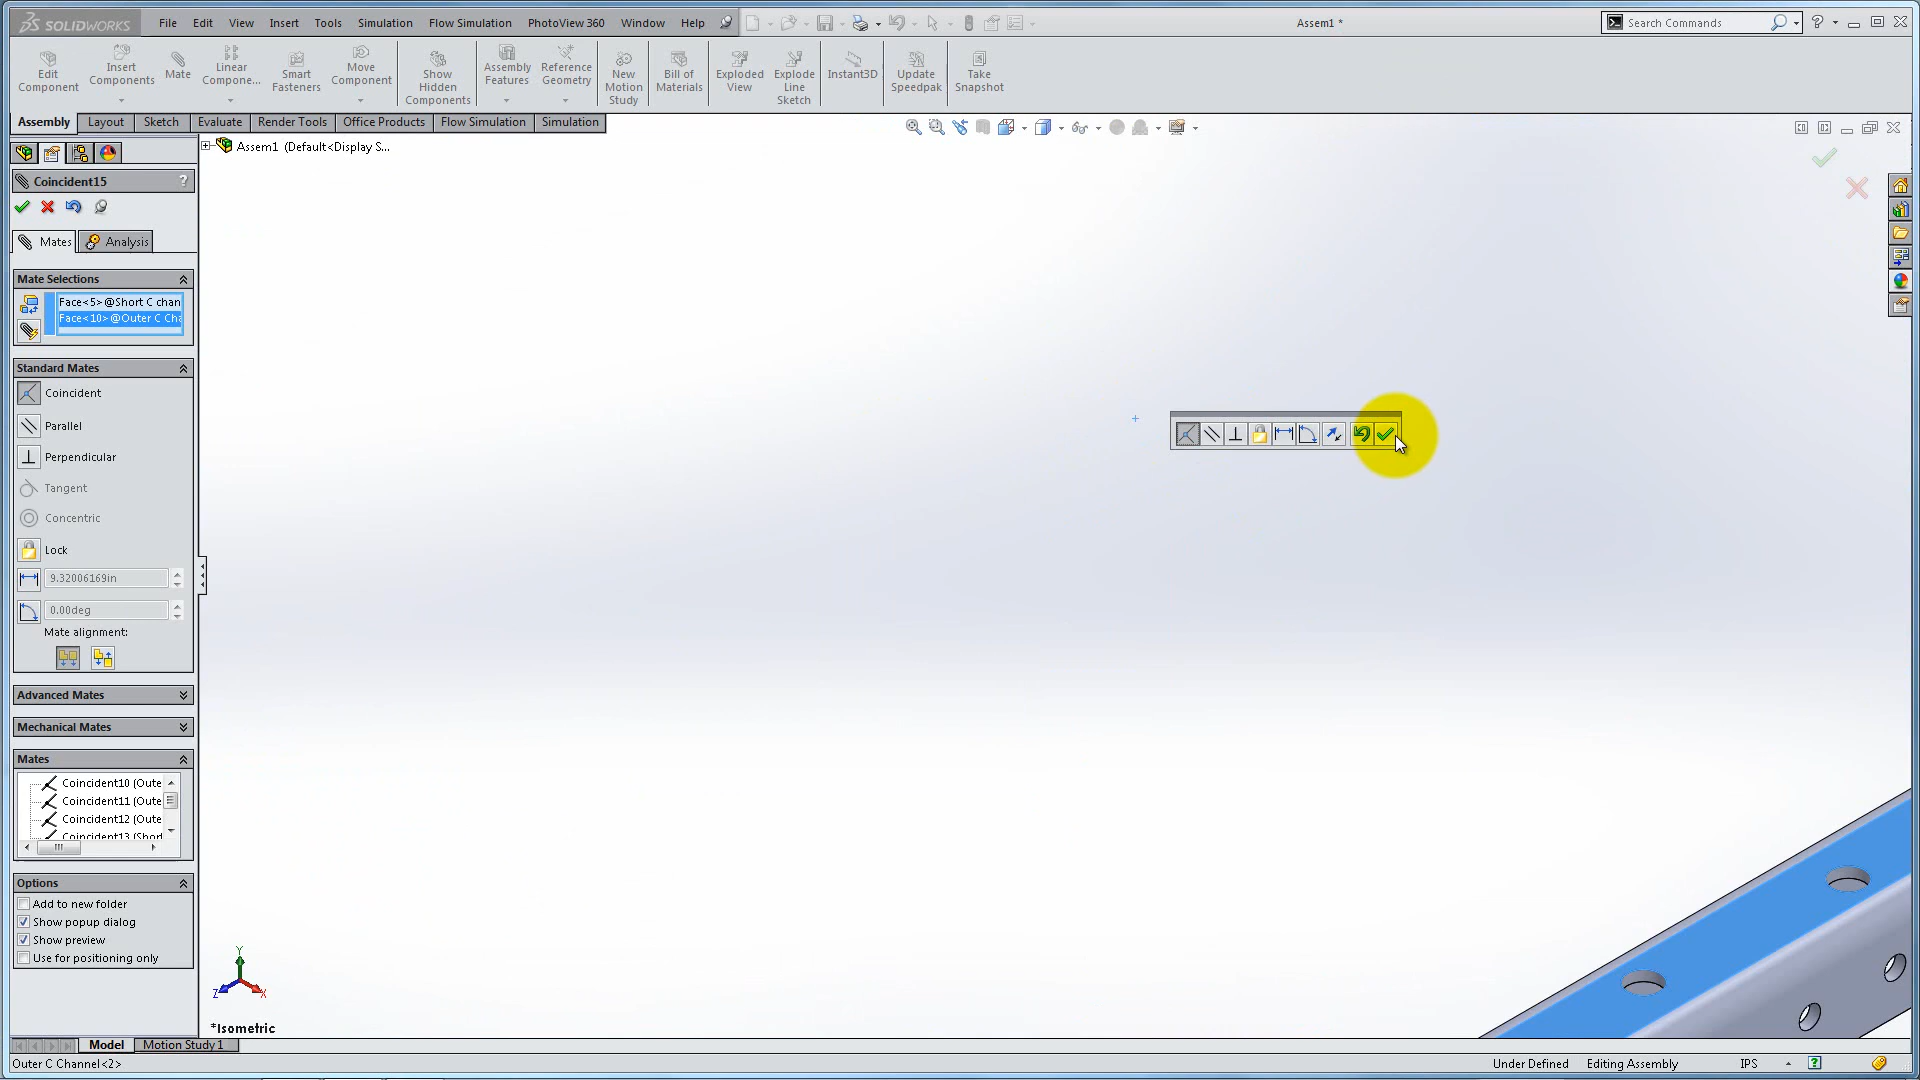 SOLIDWORKS
File Edit View Insert Tools Simulation Flow Simulation PhotoView 360 Window Help
Assem1 *
Search Commands
Edit Component
Insert Components
Mate
Linear Compone...
Smart Fasteners
Move Component
Show Hidden Components
Assembly Features
Reference Geometry
New Motion Study
Bill of Materials
Exploded View
Explode Line Sketch
Instant3D
Update Speedpak
Take Snapshot
Assembly Layout Sketch Evaluate Render Tools Office Products Flow Simulation Simulation
Assem1 (Default<Display S...
Coincident15 ?
Mates Analysis
Mate Selections
Face<5>@Short C chan
Face<10>@Outer C Cha
Standard Mates
Coincident
Parallel
Perpendicular
Tangent
Concentric
Lock
9.32006169in
0.00deg
Mate alignment:
Advanced Mates
Mechanical Mates
Mates
Coincident10 (Oute
Coincident11 (Oute
Coincident12 (Oute
Coincident13 (Short
Options
Add to new folder
Show popup dialog
Show preview
Use for positioning only
Y
Z X
*Isometric
Model Motion Study 1
Outer C Channel<2> Under Defined Editing Assembly IPS